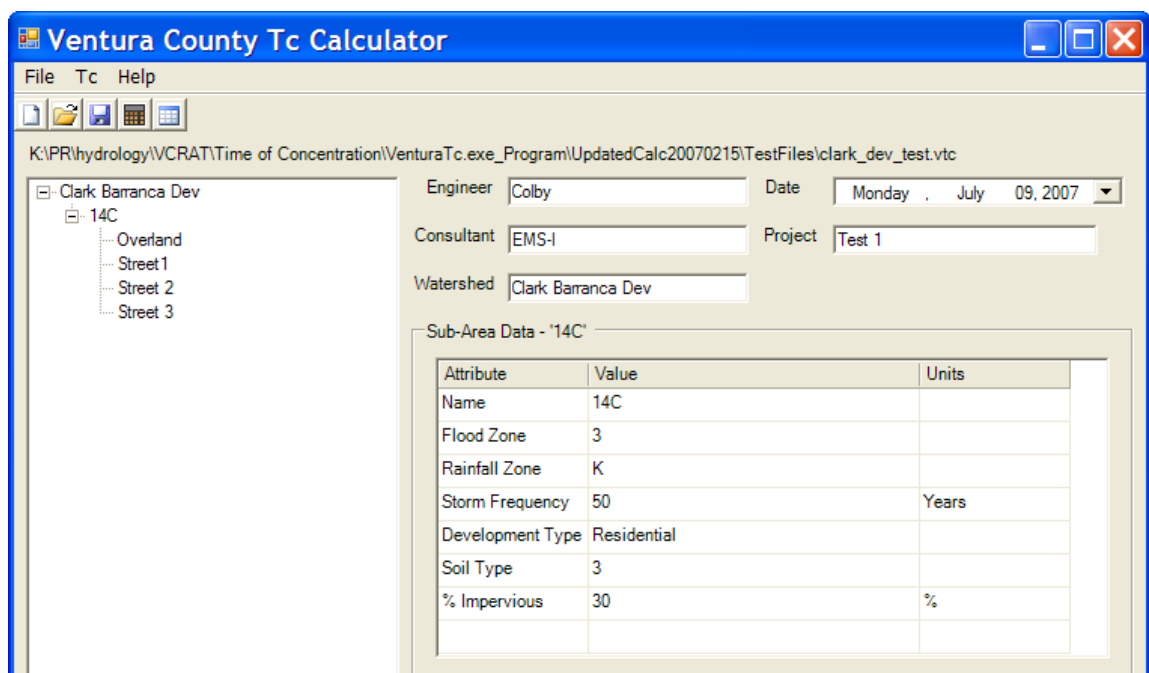 Ventura County Tc Calculator
File Tc Help
K:\PR\hydrology\VCRAT\Time of Concentration\VenturaTc.exe_Program\UpdatedCalc20070215\TestFiles\clark_dev_test.vtc
Clark Barranca Dev
14C
Overland
Street1
Street 2
Street 3
Engineer Colby Date Monday , July 09, 2007
Consultant EMS-I Project Test 1
Watershed Clark Barranca Dev
Sub-Area Data - '14C'
Attribute Value Units
Name 14C
Flood Zone 3
Rainfall Zone K
Storm Frequency 50 Years
Development Type Residential
Soil Type 3
% Impervious 30 %